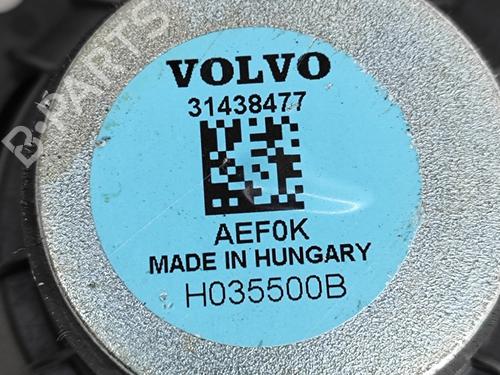 B-PARTS
VOLVO
31438477
AEF0K
MADE IN HUNGARY
H035500B